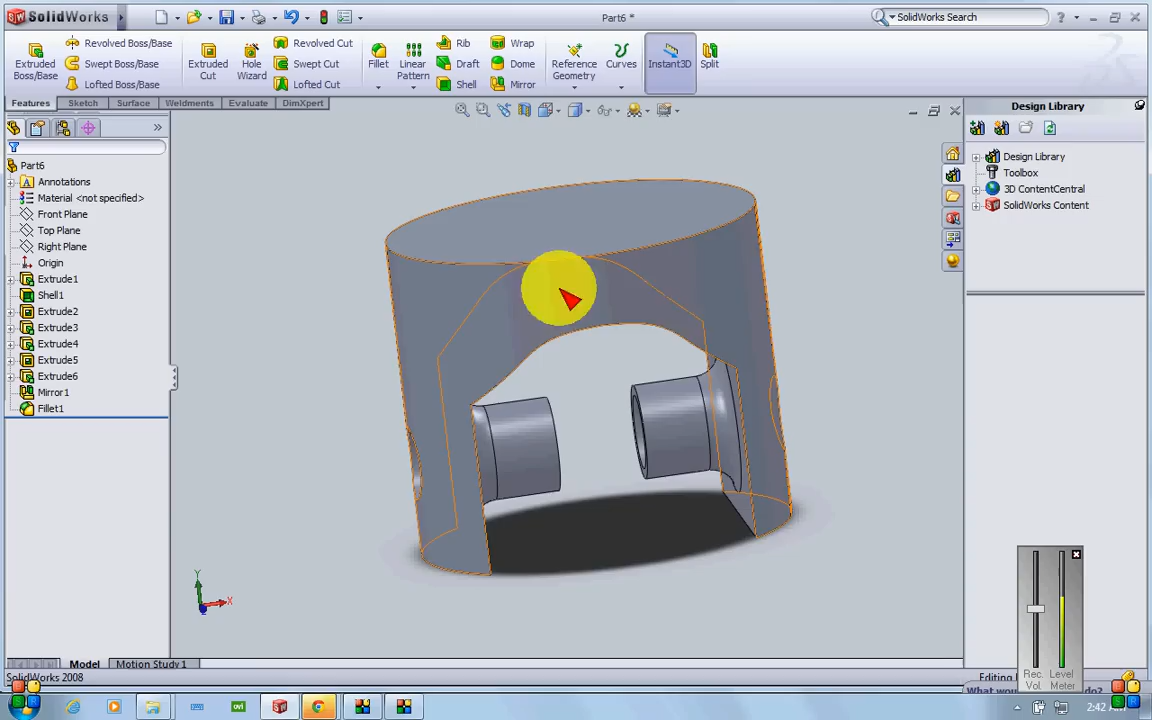 SolidWorks
Part6 *
SolidWorks Search
Extruded Boss/Base
Revolved Boss/Base
Swept Boss/Base
Lofted Boss/Base
Extruded Cut
Hole Wizard
Revolved Cut
Swept Cut
Lofted Cut
Fillet
Linear Pattern
Rib
Draft
Shell
Wrap
Dome
Mirror
Reference Geometry
Curves
Instant3D
Split
Features
Sketch
Surface
Weldments
Evaluate
DimXpert
Part6
Annotations
Material <not specified>
Front Plane
Top Plane
Right Plane
Origin
Extrude1
Shell1
Extrude2
Extrude3
Extrude4
Extrude5
Extrude6
Mirror1
Fillet1
Design Library
Design Library
Toolbox
3D ContentCentral
SolidWorks Content
Y
X
Rec. Vol.
Level Meter
Model
Motion Study 1
SolidWorks 2008
Editing
ovi
2:42